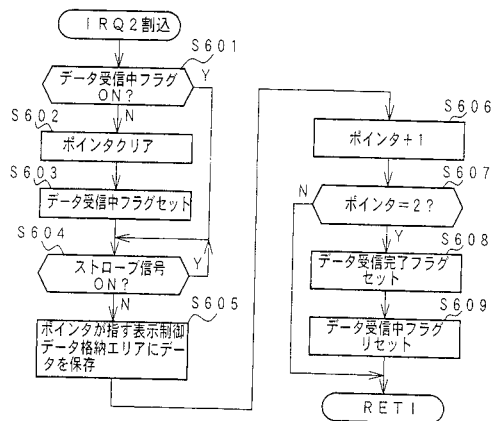 IRQ2割込
S601
データ受信中フラグ
ON?
Y
N
S602
ポインタクリア
S603
データ受信中フラグセット
S604
ストローブ信号
ON?
Y
N
S605
ポインタが指す表示制御
データ格納エリアにデー
タを保存
S606
ポインタ+1
S607
ポインタ=2?
N
Y
S608
データ受信完了フラグ
セット
S609
データ受信中フラグ
リセット
RETI